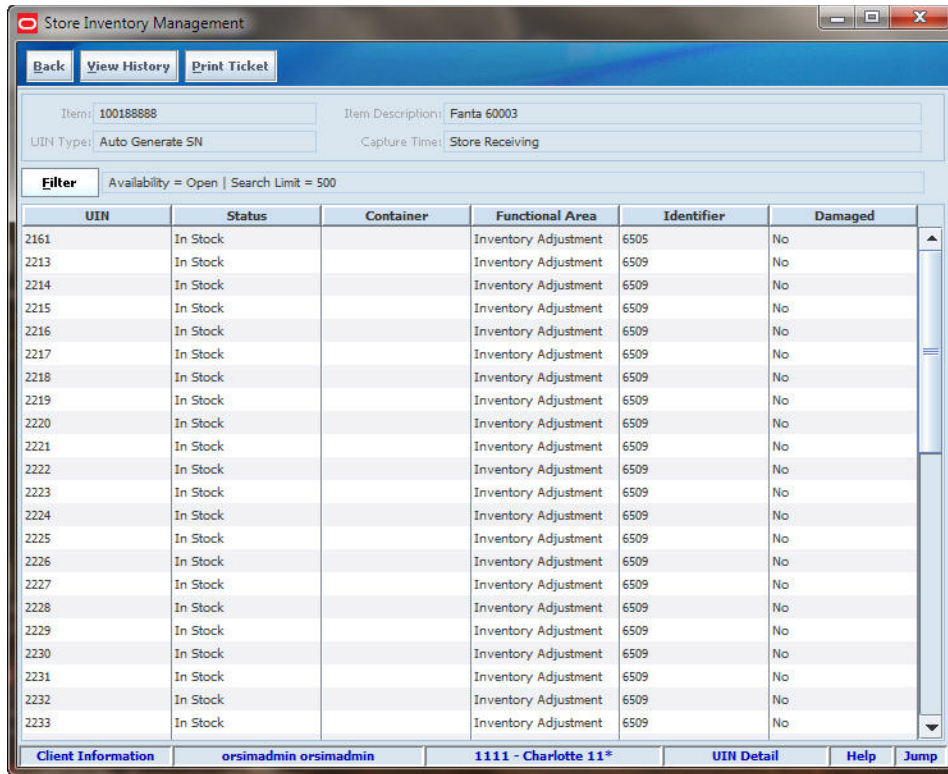 Store Inventory Management
Back View History Print Ticket
Item: 100188888 Item Description: Fanta 60003
UIN Type: Auto Generate SN Capture Time: Store Receiving
Filter Availability = Open | Search Limit = 500
UIN Status Container Functional Area Identifier Damaged
2161 In Stock Inventory Adjustment 6505 No
2213 In Stock Inventory Adjustment 6509 No
2214 In Stock Inventory Adjustment 6509 No
2215 In Stock Inventory Adjustment 6509 No
2216 In Stock Inventory Adjustment 6509 No
2217 In Stock Inventory Adjustment 6509 No
2218 In Stock Inventory Adjustment 6509 No
2219 In Stock Inventory Adjustment 6509 No
2220 In Stock Inventory Adjustment 6509 No
2221 In Stock Inventory Adjustment 6509 No
2222 In Stock Inventory Adjustment 6509 No
2223 In Stock Inventory Adjustment 6509 No
2224 In Stock Inventory Adjustment 6509 No
2225 In Stock Inventory Adjustment 6509 No
2226 In Stock Inventory Adjustment 6509 No
2227 In Stock Inventory Adjustment 6509 No
2228 In Stock Inventory Adjustment 6509 No
2229 In Stock Inventory Adjustment 6509 No
2230 In Stock Inventory Adjustment 6509 No
2231 In Stock Inventory Adjustment 6509 No
2232 In Stock Inventory Adjustment 6509 No
2233 In Stock Inventory Adjustment 6509 No
Client Information orsimadmin orsimadmin 1111 - Charlotte 11* UIN Detail Help Jump